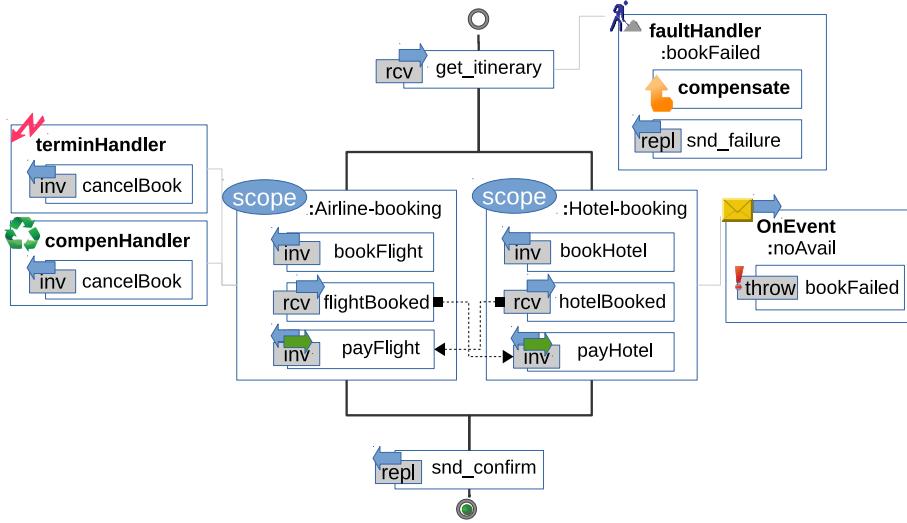 faultHandler
:bookFailed
rcv get_itinerary
compensate
repl snd_failure
terminHandler
inv cancelBook
compenHandler
inv cancelBook
scope
:Airline-booking
inv bookFlight
rcv flightBooked
inv payFlight
scope
:Hotel-booking
inv bookHotel
rcv hotelBooked
inv payHotel
OnEvent
:noAvail
throw bookFailed
repl snd_confirm